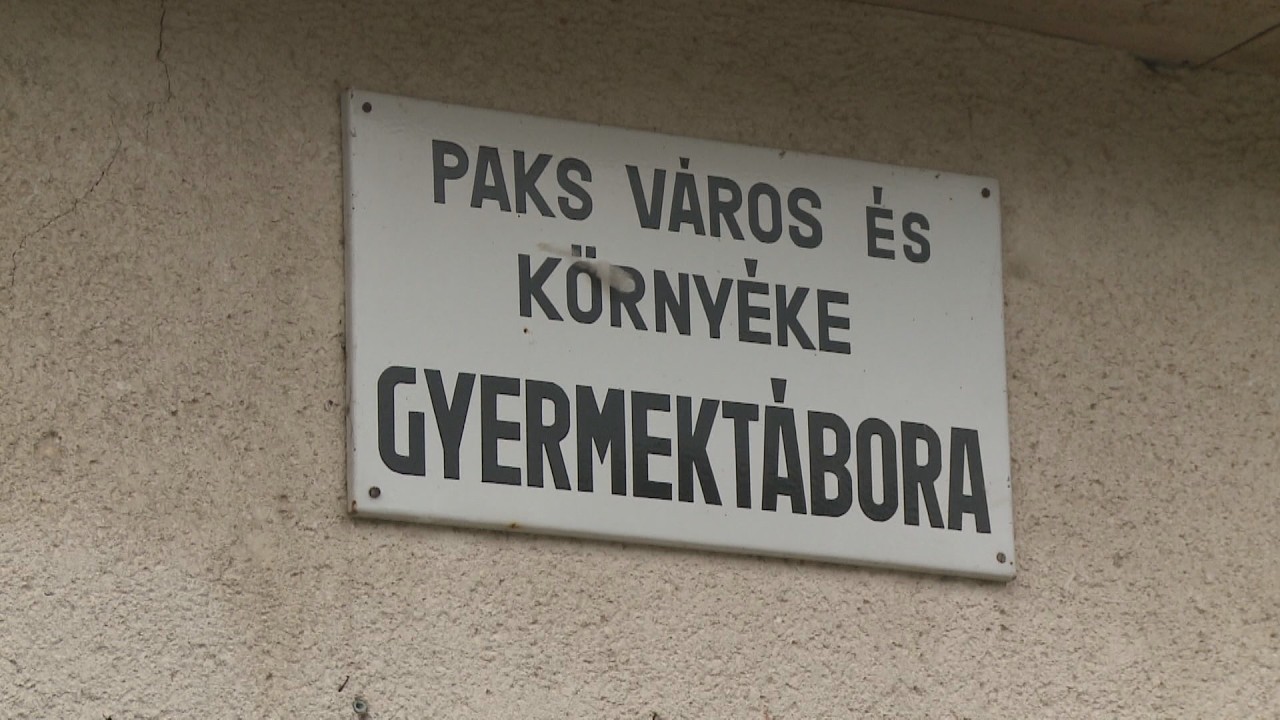 PAKS VÁROS ÉS
KÖRNYÉKE
GYERMEKTÁBORA